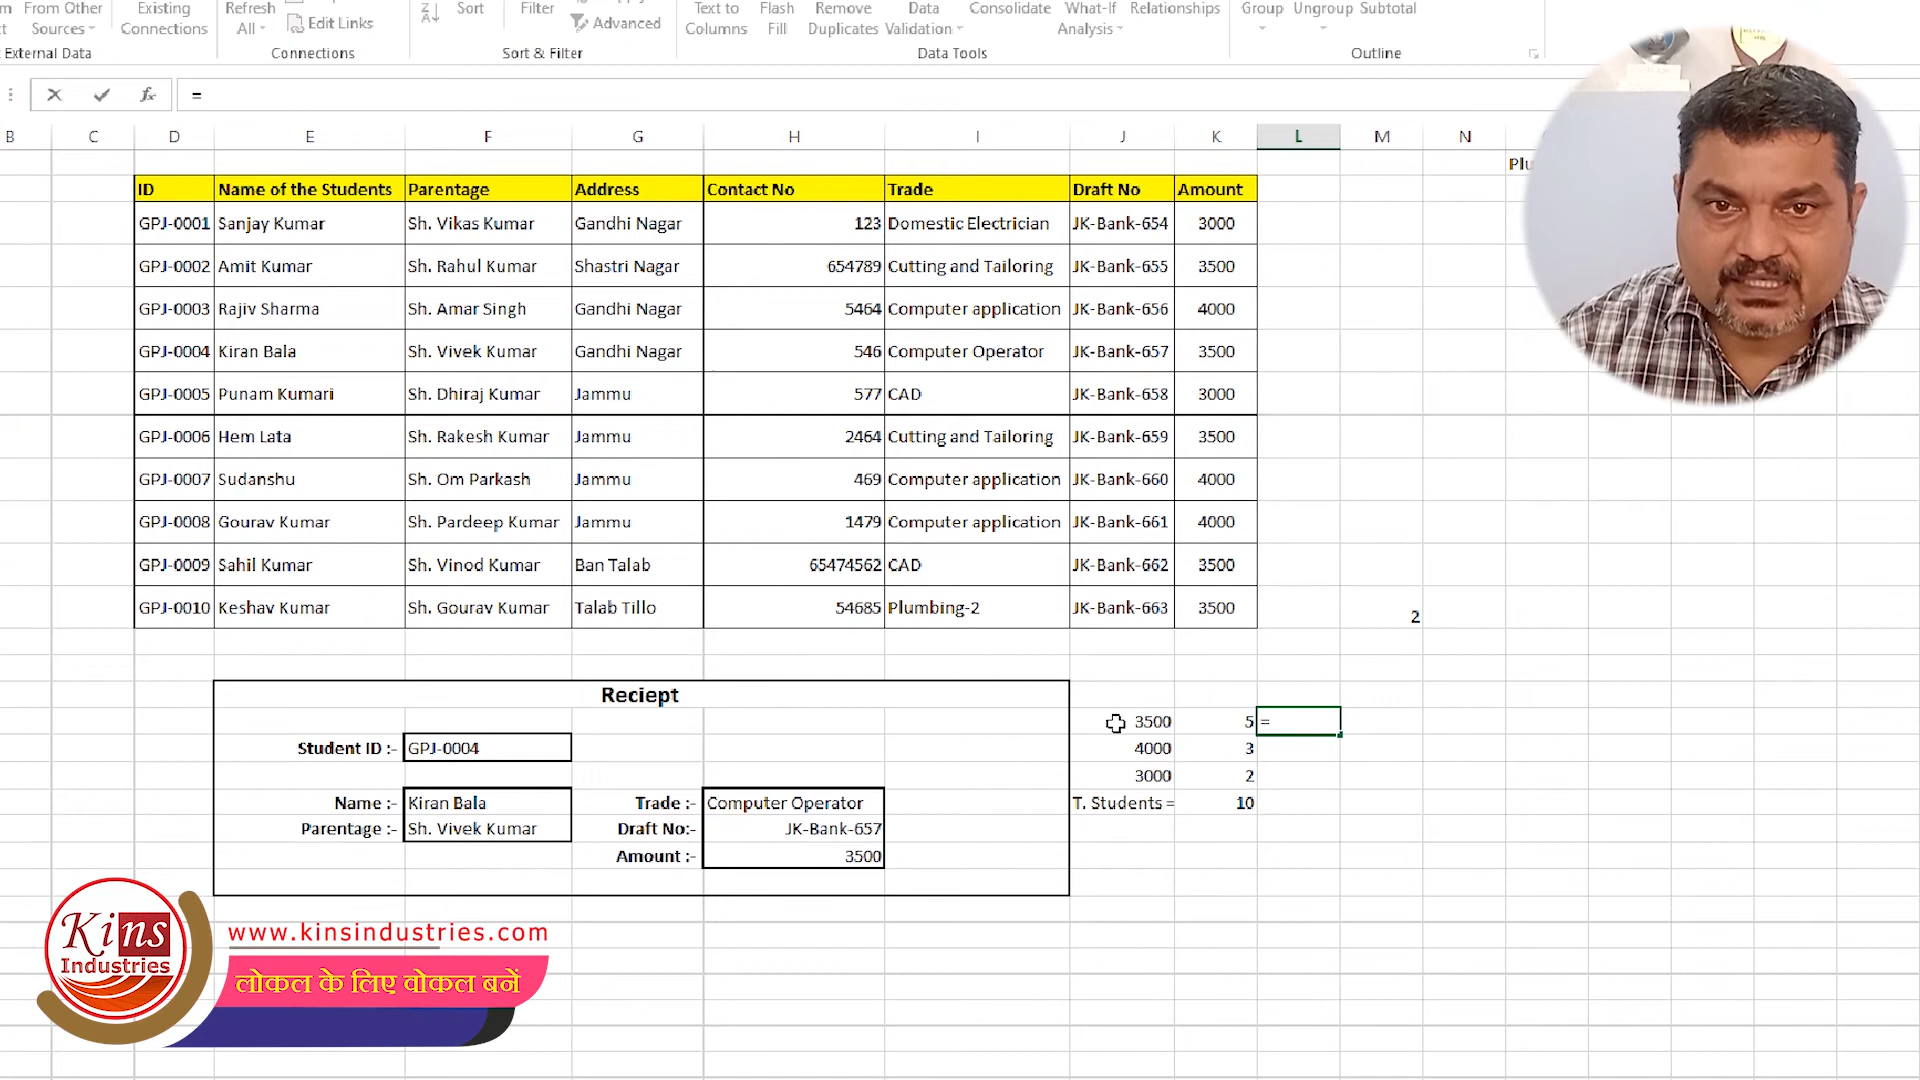 From Other Existing Refresh Sort Filter Text to Flash Remove Data Consolidate What-If Relationships Group Ungroup Subtotal
Sources Connections All Edit Links Advanced Columns Fill Duplicates Validation Analysis
External Data Connections Sort & Filter Data Tools Outline
fx =
B C D E F G H I J K L M N
ID Name of the Students Parentage Address Contact No Trade Draft No Amount
GPJ-0001 Sanjay Kumar Sh. Vikas Kumar Gandhi Nagar 123 Domestic Electrician JK-Bank-654 3000
GPJ-0002 Amit Kumar Sh. Rahul Kumar Shastri Nagar 654789 Cutting and Tailoring JK-Bank-655 3500
GPJ-0003 Rajiv Sharma Sh. Amar Singh Gandhi Nagar 5464 Computer application JK-Bank-656 4000
GPJ-0004 Kiran Bala Sh. Vivek Kumar Gandhi Nagar 546 Computer Operator JK-Bank-657 3500
GPJ-0005 Punam Kumari Sh. Dhiraj Kumar Jammu 577 CAD JK-Bank-658 3000
GPJ-0006 Hem Lata Sh. Rakesh Kumar Jammu 2464 Cutting and Tailoring JK-Bank-659 3500
GPJ-0007 Sudanshu Sh. Om Parkash Jammu 469 Computer application JK-Bank-660 4000
GPJ-0008 Gourav Kumar Sh. Pardeep Kumar Jammu 1479 Computer application JK-Bank-661 4000
GPJ-0009 Sahil Kumar Sh. Vinod Kumar Ban Talab 65474562 CAD JK-Bank-662 3500
GPJ-0010 Keshav Kumar Sh. Gourav Kumar Talab Tillo 54685 Plumbing-2 JK-Bank-663 3500
2
Reciept
3500 5 =
Student ID :- GPJ-0004 4000 3
3000 2
Name :- Kiran Bala Trade :- Computer Operator T. Students = 10
Parentage :- Sh. Vivek Kumar Draft No:- JK-Bank-657
Amount :- 3500
Kins
Industries
www.kinsindustries.com
लोकल के लिए वोकल बनें